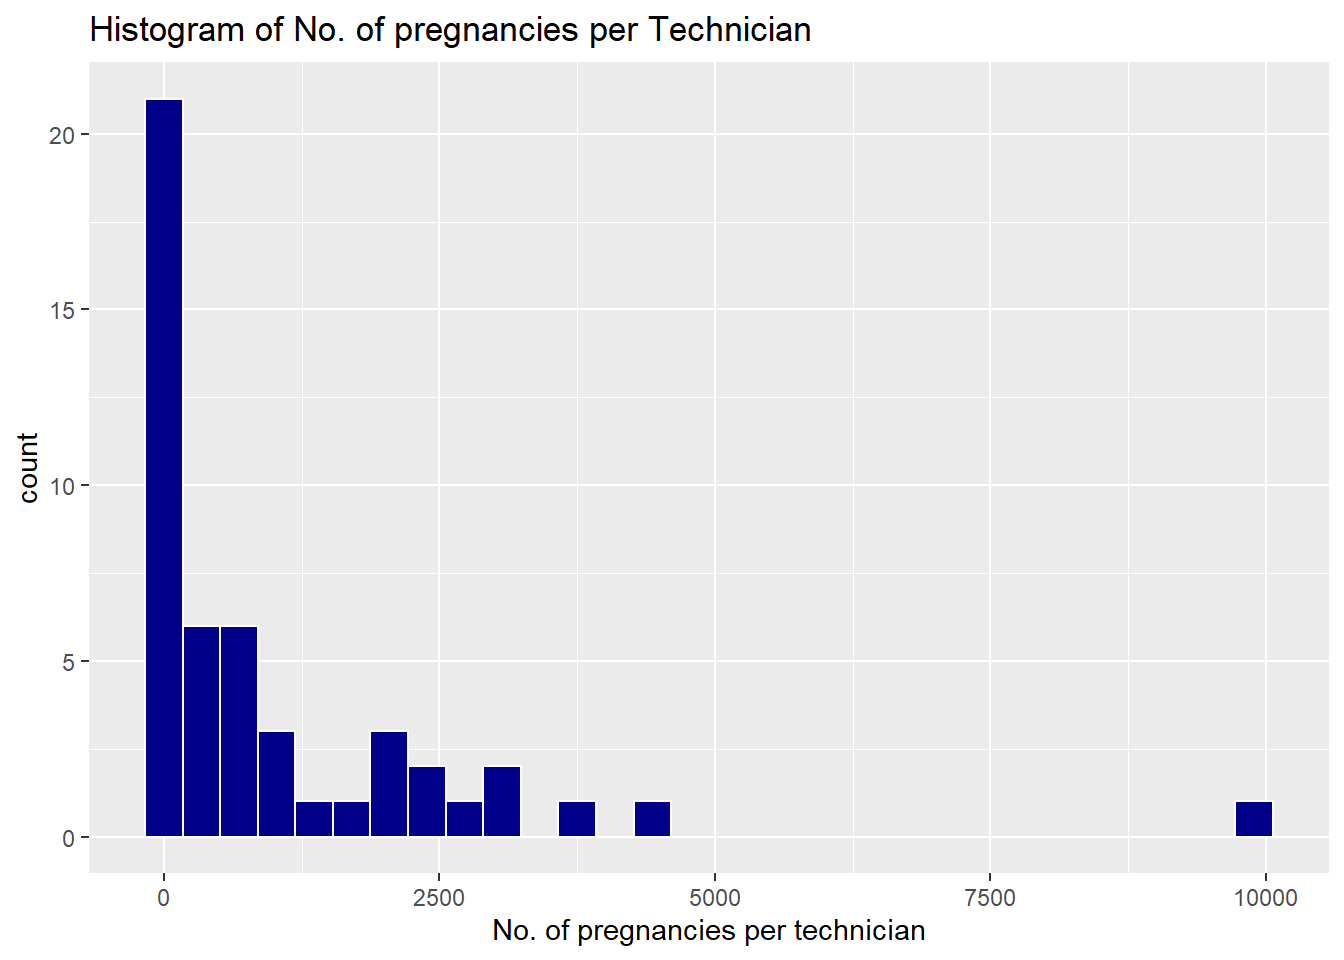 Histogram of No. of pregnancies per Technician
20
15
10
5
0
count
0 2500 5000 7500 10000
No. of pregnancies per technician